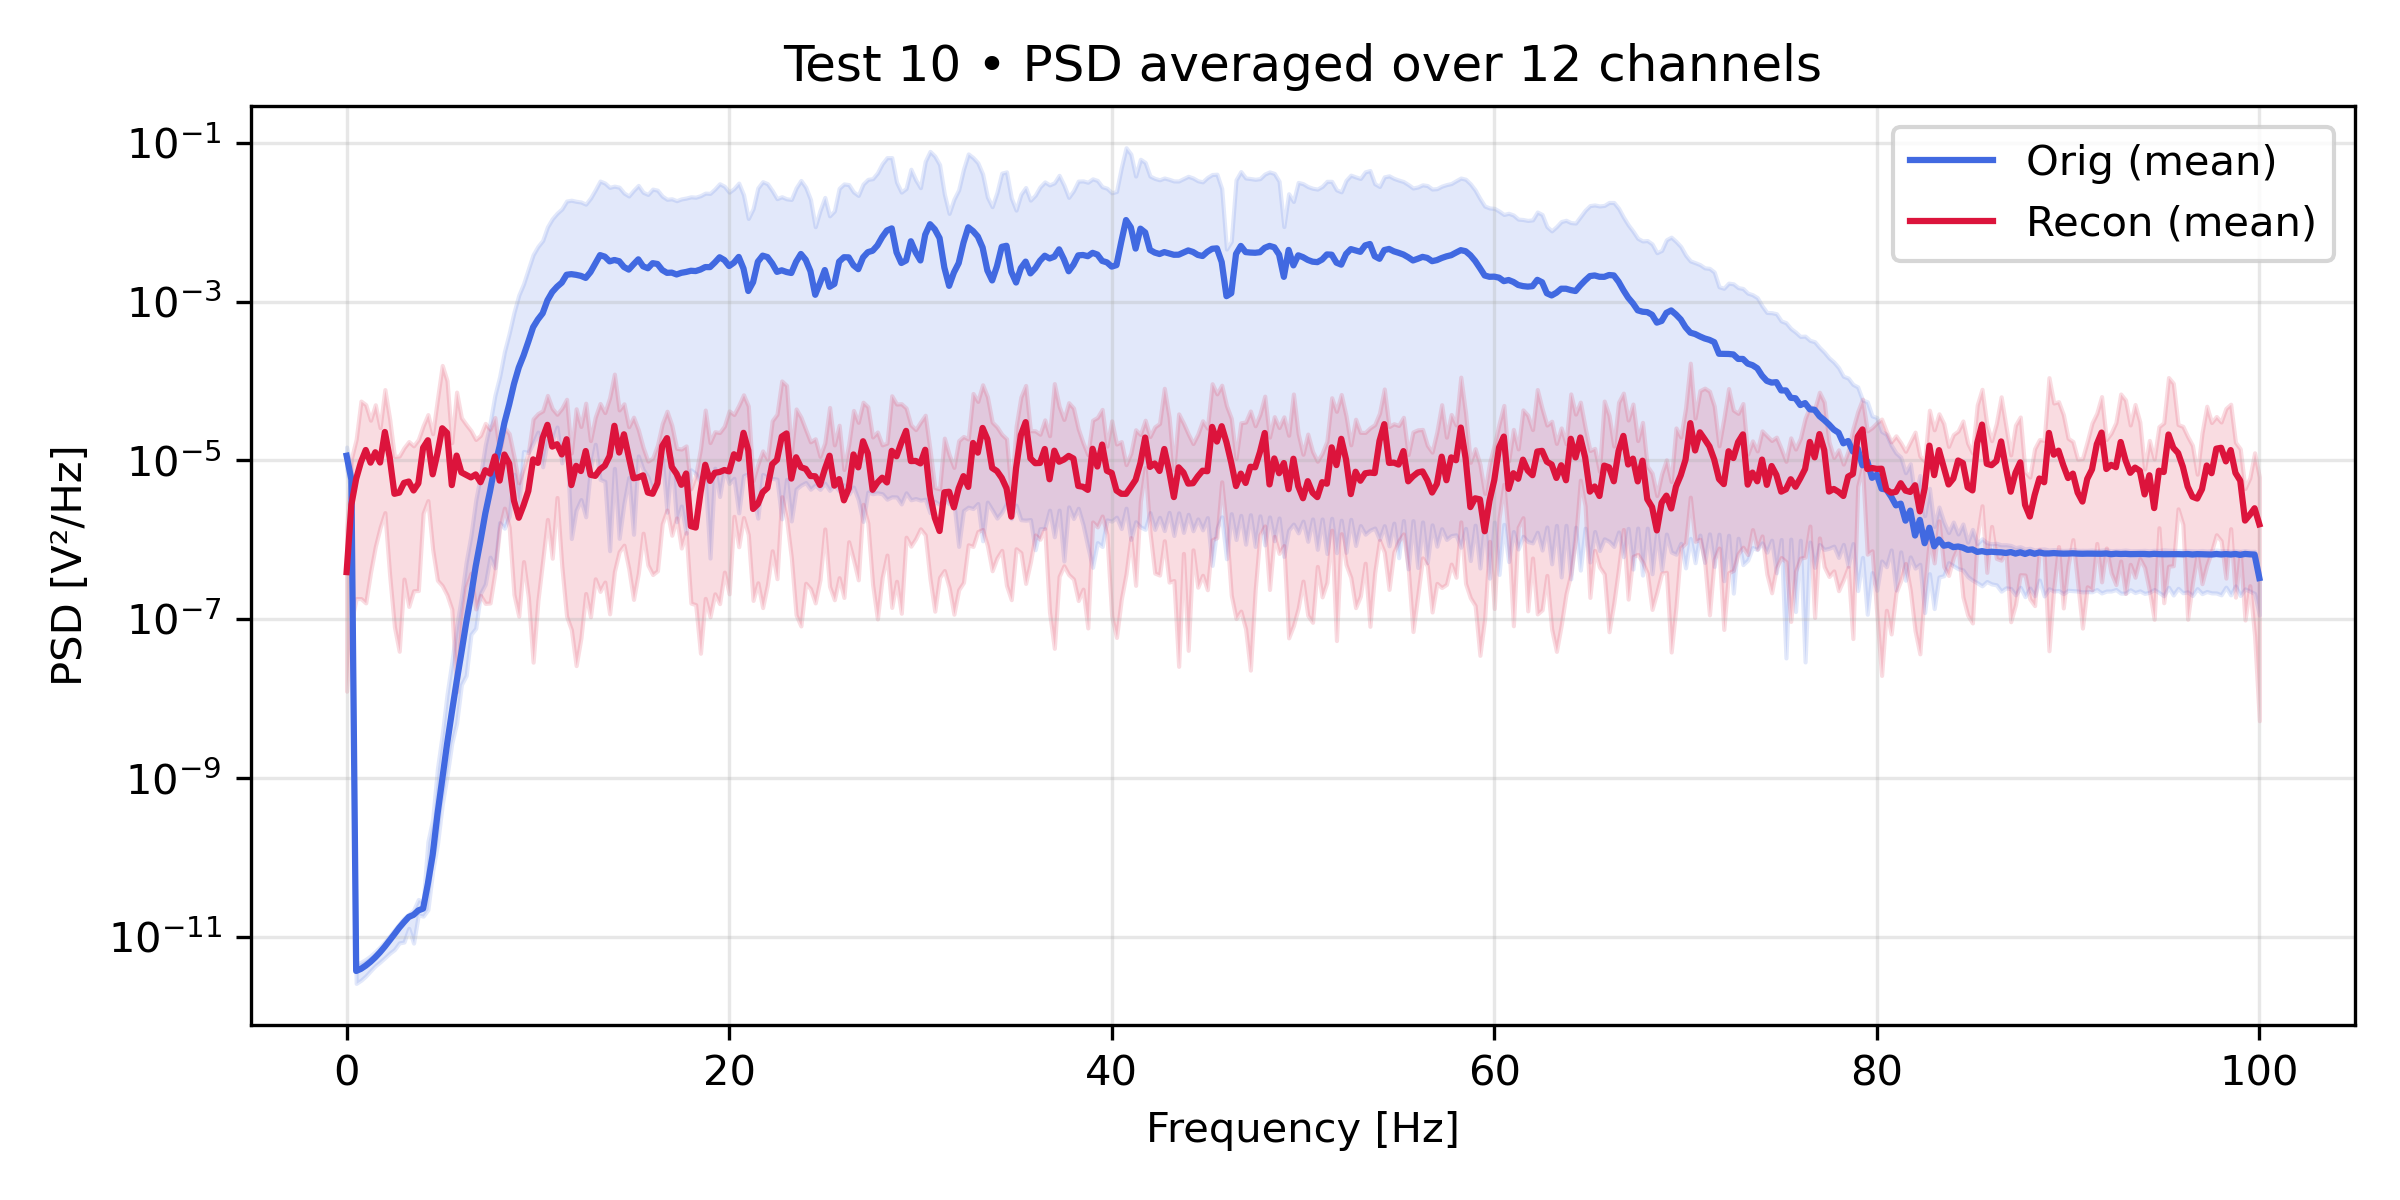 Test 10 • PSD averaged over 12 channels
Orig (mean)
Recon (mean)
PSD [V²/Hz]
10⁻¹
10⁻³
10⁻⁵
10⁻⁷
10⁻⁹
10⁻¹¹
0 20 40 60 80 100
Frequency [Hz]